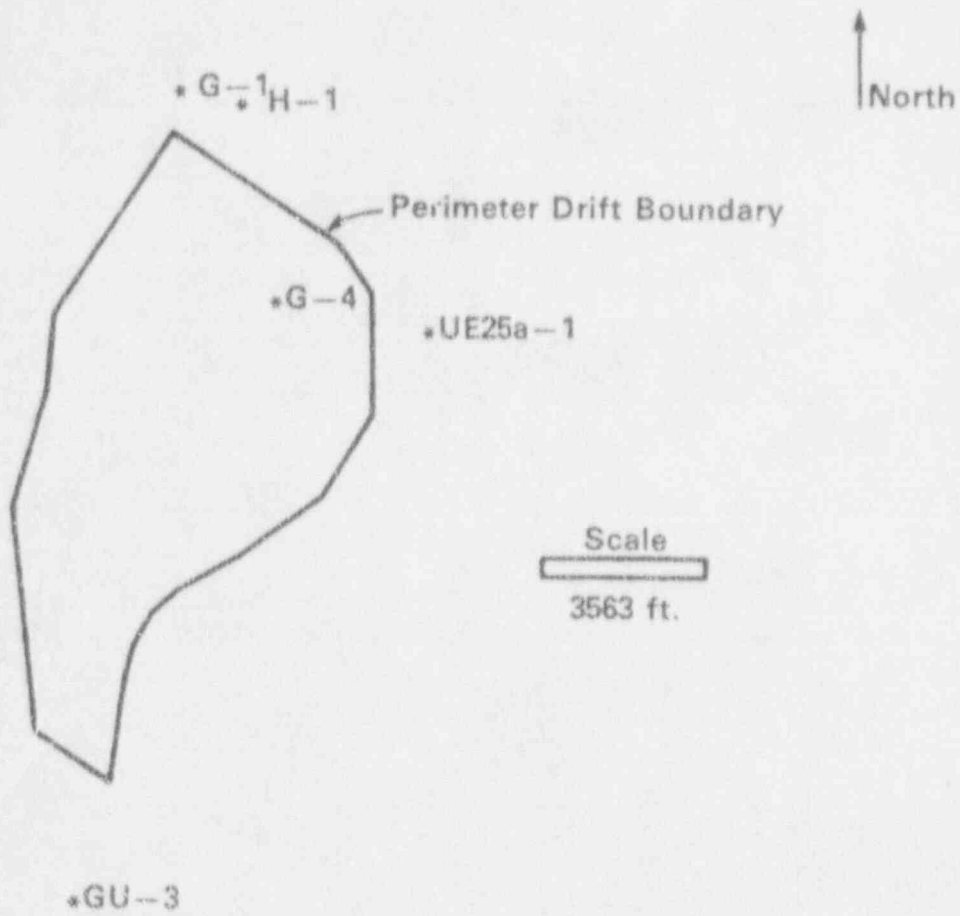 * G-1
* H-1
North
Perimeter Drift Boundary
*G-4
*UE25a-1
Scale
3563 ft.
*GU-3